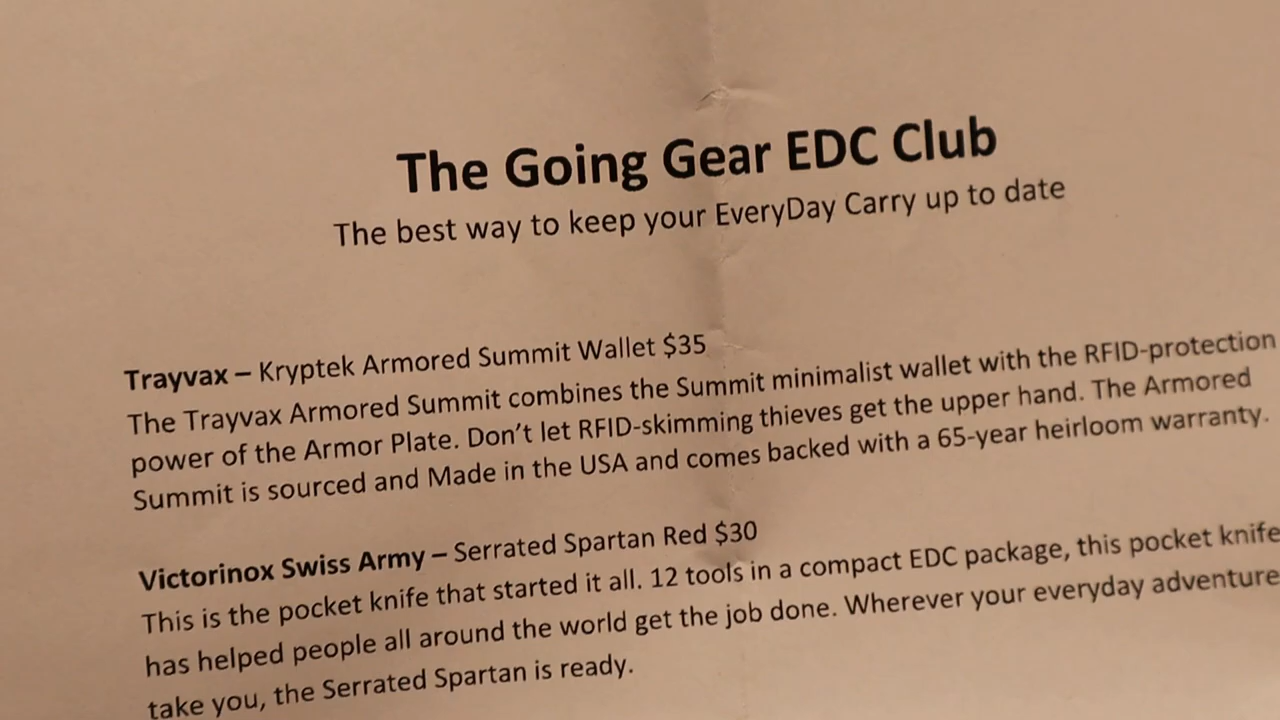 The Going Gear EDC Club
The best way to keep your EveryDay Carry up to date
Trayvax – Kryptek Armored Summit Wallet $35
The Trayvax Armored Summit combines the Summit minimalist wallet with the RFID-protection
power of the Armor Plate. Don't let RFID-skimming thieves get the upper hand. The Armored
Summit is sourced and Made in the USA and comes backed with a 65-year heirloom warranty.
Victorinox Swiss Army – Serrated Spartan Red $30
This is the pocket knife that started it all. 12 tools in a compact EDC package, this pocket knife
has helped people all around the world get the job done. Wherever your everyday adventure
take you, the Serrated Spartan is ready.